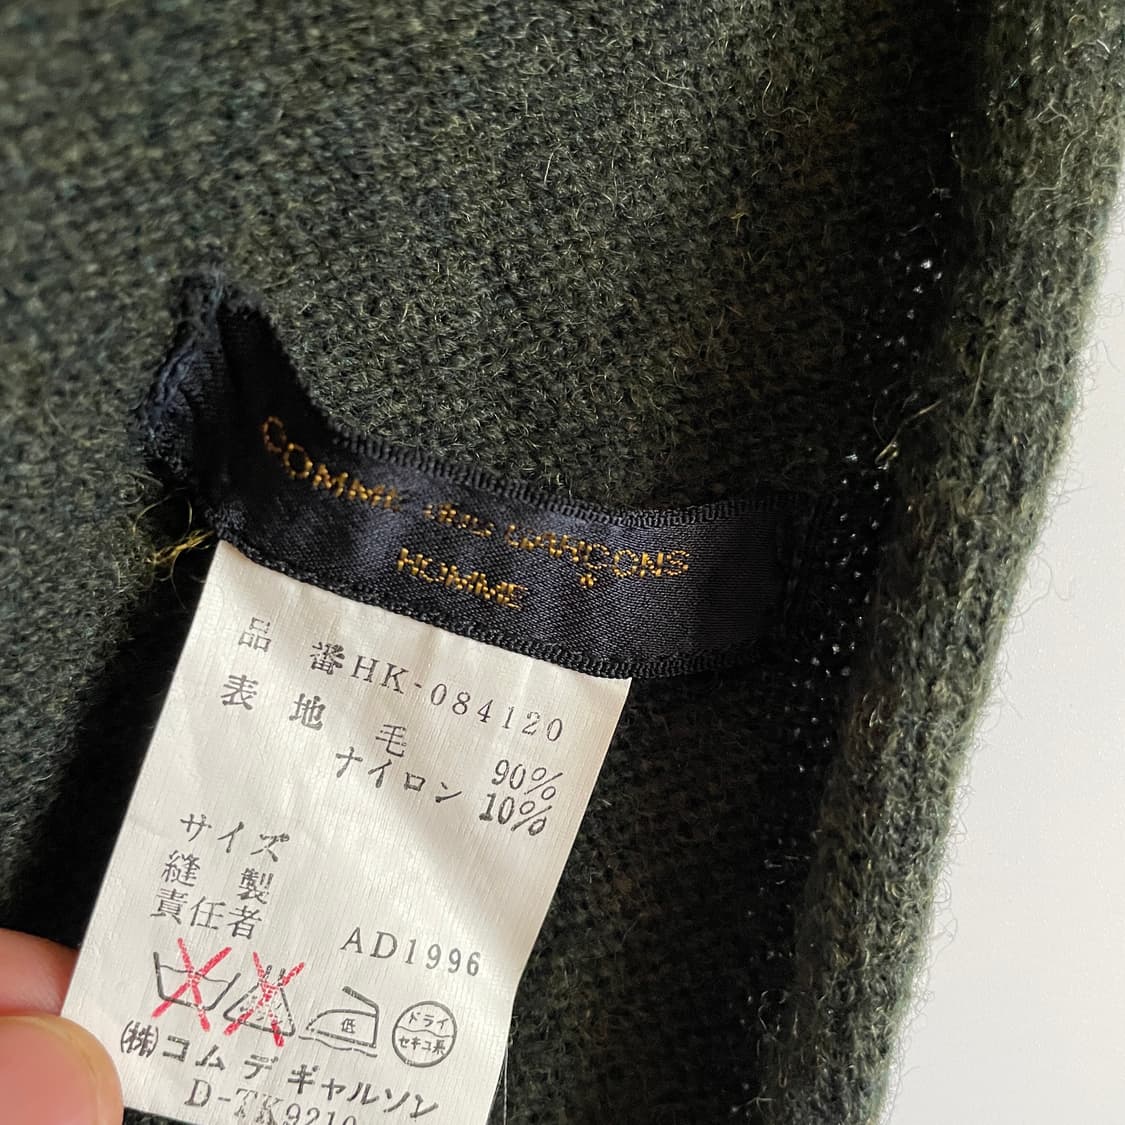 COMME des GARÇONS
HOMME
品 番 HK-084120
表 地 毛 90%
ナイロン 10%
サイズ
縫 製
責任者 AD1996
低
ドライ
セキユ系
(株)コム デ ギャルソン
D-TK9210